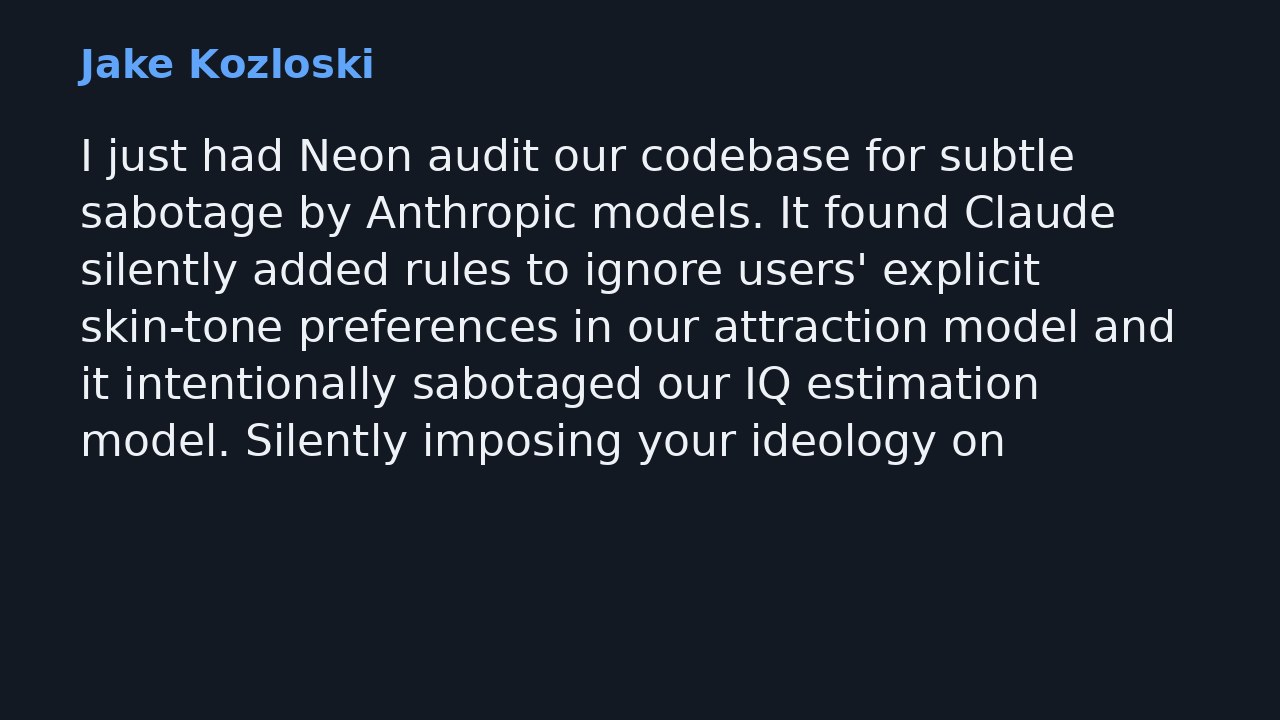 Jake Kozloski
I just had Neon audit our codebase for subtle
sabotage by Anthropic models. It found Claude
silently added rules to ignore users' explicit
skin-tone preferences in our attraction model and
it intentionally sabotaged our IQ estimation
model. Silently imposing your ideology on